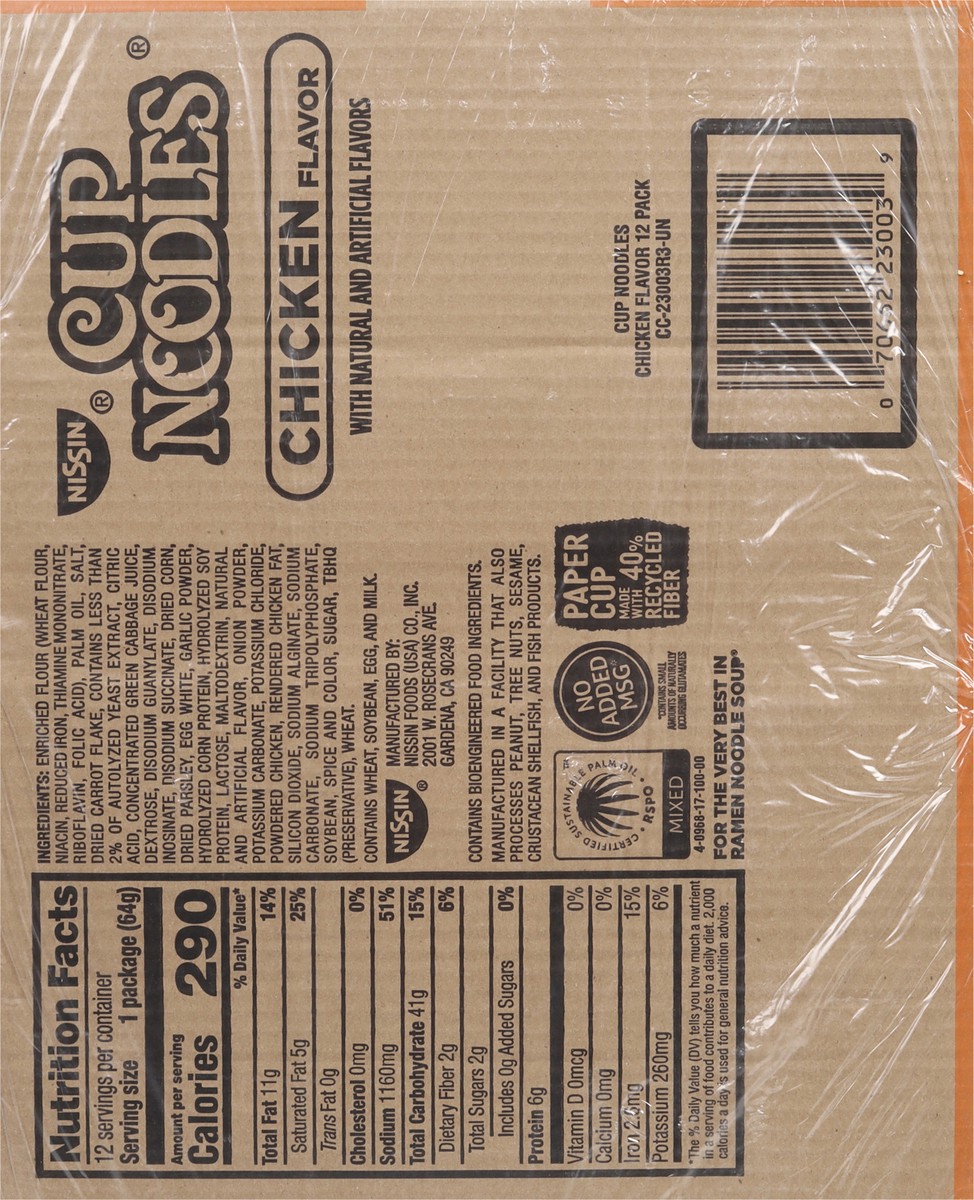 Nutrition Facts
12 servings per container
Serving size 1 package (64g)
Amount per serving
Calories 290
% Daily Value*
Total Fat 11g 14%
Saturated Fat 5g 25%
Trans Fat 0g
Cholesterol 0mg 0%
Sodium 1160mg 51%
Total Carbohydrate 41g 15%
Dietary Fiber 2g 6%
Total Sugars 2g
Includes 0g Added Sugars 0%
Protein 6g
Vitamin D 0mcg 0%
Calcium 0mg 0%
Iron 2.6mg 15%
Potassium 260mg 6%
*The % Daily Value (DV) tells you how much a nutrient
in a serving of food contributes to a daily diet. 2,000
calories a day is used for general nutrition advice.
INGREDIENTS: ENRICHED FLOUR (WHEAT FLOUR,
NIACIN, REDUCED IRON, THIAMINE MONONITRATE,
RIBOFLAVIN, FOLIC ACID), PALM OIL, SALT,
DRIED CARROT FLAKE, CONTAINS LESS THAN
2% OF AUTOLYZED YEAST EXTRACT, CITRIC
ACID, CONCENTRATED GREEN CABBAGE JUICE,
DEXTROSE, DISODIUM GUANYLATE, DISODIUM
INOSINATE, DISODIUM SUCCINATE, DRIED CORN,
DRIED PARSLEY, EGG WHITE, GARLIC POWDER,
HYDROLYZED CORN PROTEIN, HYDROLYZED SOY
PROTEIN, LACTOSE, MALTODEXTRIN, NATURAL
AND ARTIFICIAL FLAVOR, ONION POWDER,
POTASSIUM CARBONATE, POTASSIUM CHLORIDE,
POWDERED CHICKEN, RENDERED CHICKEN FAT,
SILICON DIOXIDE, SODIUM ALGINATE, SODIUM
CARBONATE, SODIUM TRIPOLYPHOSPHATE,
SOYBEAN, SPICE AND COLOR, SUGAR, TBHQ
(PRESERVATIVE), WHEAT.
CONTAINS WHEAT, SOYBEAN, EGG, AND MILK.
NISSIN®
MANUFACTURED BY:
NISSIN FOODS (USA) CO., INC.
2001 W. ROSECRANS AVE.
GARDENA, CA 90249
CONTAINS BIOENGINEERED FOOD INGREDIENTS.
MANUFACTURED IN A FACILITY THAT ALSO
PROCESSES PEANUT, TREE NUTS, SESAME,
CRUSTACEAN SHELLFISH, AND FISH PRODUCTS.
CERTIFIED SUSTAINABLE PALM OIL • RSPO • ™
MIXED
4-0968-17-100-00
NO
ADDED
MSG*
*CONTAINS SMALL
AMOUNTS OF NATURALLY
OCCURRING GLUTAMATES
PAPER
CUP
MADE
WITH 40%
RECYCLED
FIBER
FOR THE VERY BEST IN
RAMEN NOODLE SOUP®
NISSIN®
CUP
NOODLES®
CHICKEN FLAVOR
WITH NATURAL AND ARTIFICIAL FLAVORS
CUP NOODLES
CHICKEN FLAVOR 12 PACK
CC-23003R3-UN
0 70662 23003 9